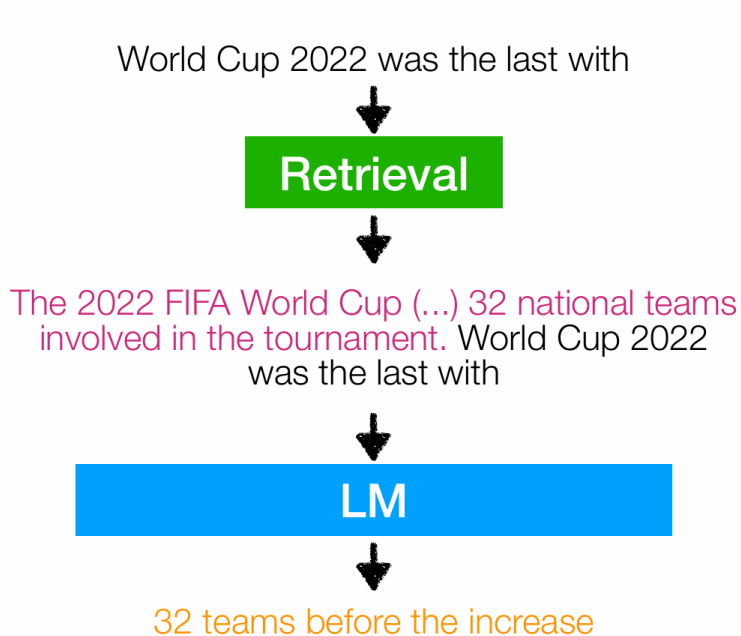 World Cup 2022 was the last with
Retrieval
The 2022 FIFA World Cup (...) 32 national teams
involved in the tournament. World Cup 2022
was the last with
LM
32 teams before the increase